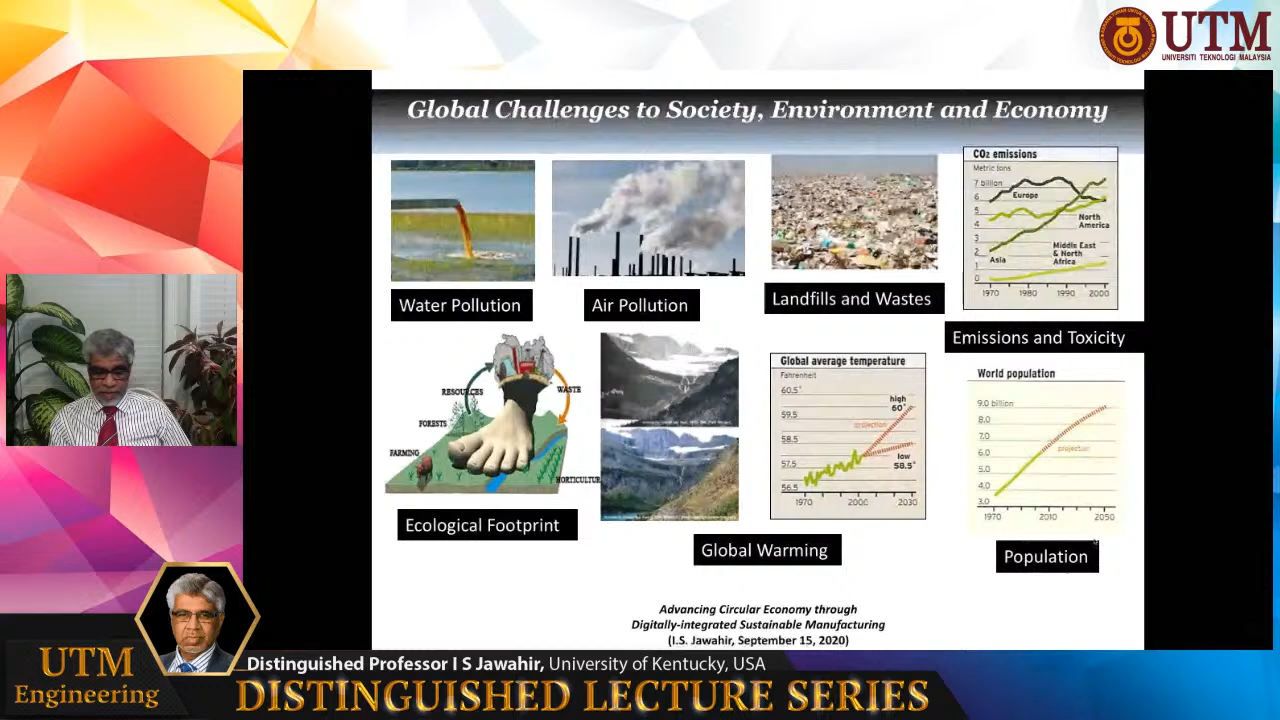 UTM
UNIVERSITI TEKNOLOGI MALAYSIA
Global Challenges to Society, Environment and Economy
Water Pollution
Air Pollution
Landfills and Wastes
CO2 emissions
Metric tons
7 billion
6
5
4
3
2
1
0
Europe
North
America
Middle East
& North
Africa
Asia
1970 1980 1990 2000
Emissions and Toxicity
RESOURCES
WASTE
FORESTS
FARMING
HORTICULTUR
Ecological Footprint
Global average temperature
Fahrenheit
60.5°
59.5
58.5
57.5
56.5
high
60°
projection
low
58.5°
1970 2000 2030
Global Warming
World population
9.0 billion
8.0
7.0
6.0
5.0
4.0
3.0
projection
1970 2010 2050
Population
Advancing Circular Economy through
Digitally-integrated Sustainable Manufacturing
(I.S. Jawahir, September 15, 2020)
UTM
Engineering
Distinguished Professor I S Jawahir, University of Kentucky, USA
DISTINGUISHED LECTURE SERIES